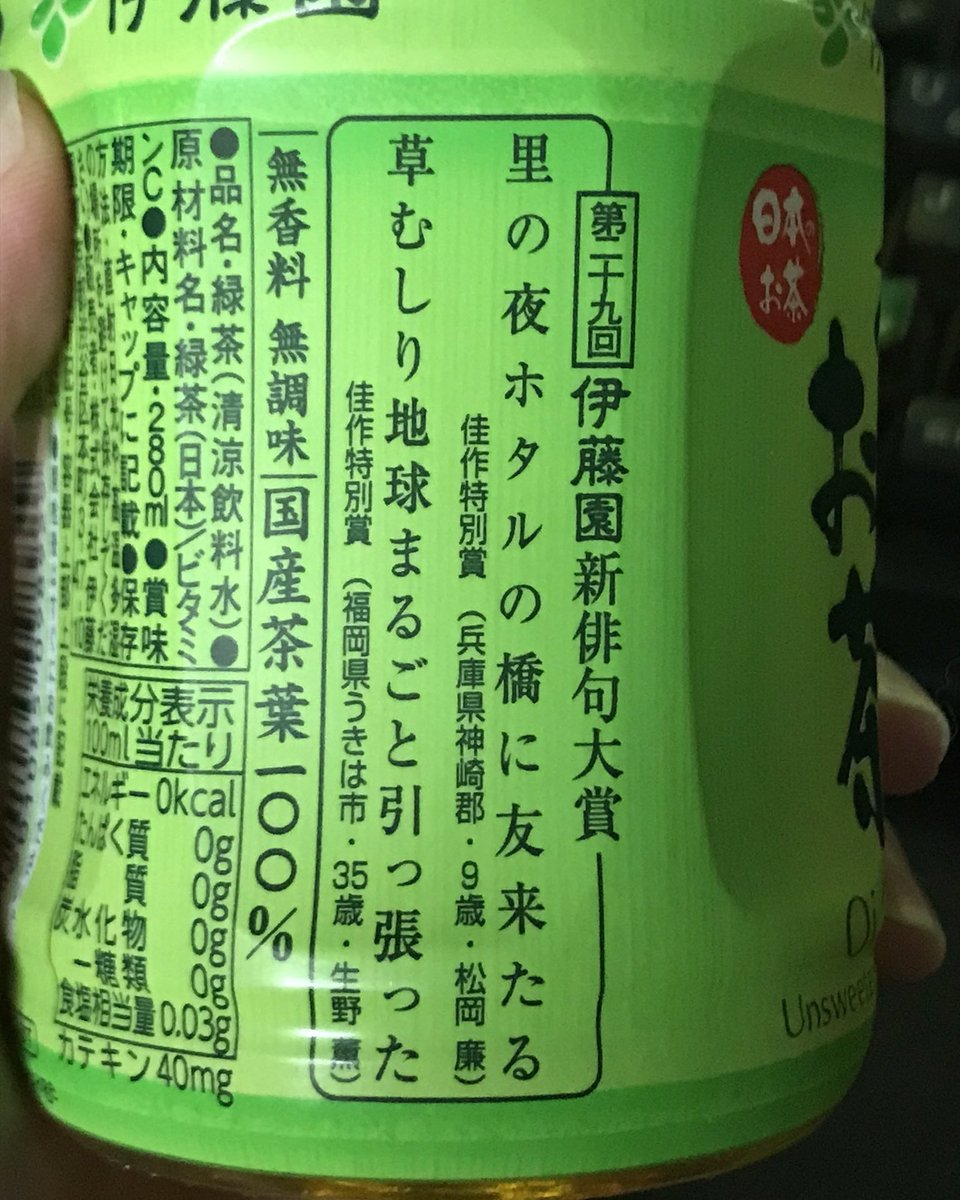 伊藤園
日本の
お茶
お茶
Unsweete
第二十九回 伊藤園新俳句大賞
里の夜ホタルの橋に友来たる
佳作特別賞 (兵庫県神崎郡・9歳・松岡 廉)
草むしり地球まるごと引っ張った
佳作特別賞 (福岡県うきは市・35歳・生野 薫)
無香料 無調味 国産茶葉一〇〇%
●品名・緑茶(清涼飲料水)●
原材料名・緑茶(日本)/ビタミ
ンC●内容量・280ml●賞味
期限・キャップに記載●保存
栄養成分表示
100ml当たり
エネルギー 0kcal
たんぱく質 0g
脂質 0g
炭水化物 0g
ー糖類 0g
食塩相当量 0.03g
カテキン 40mg